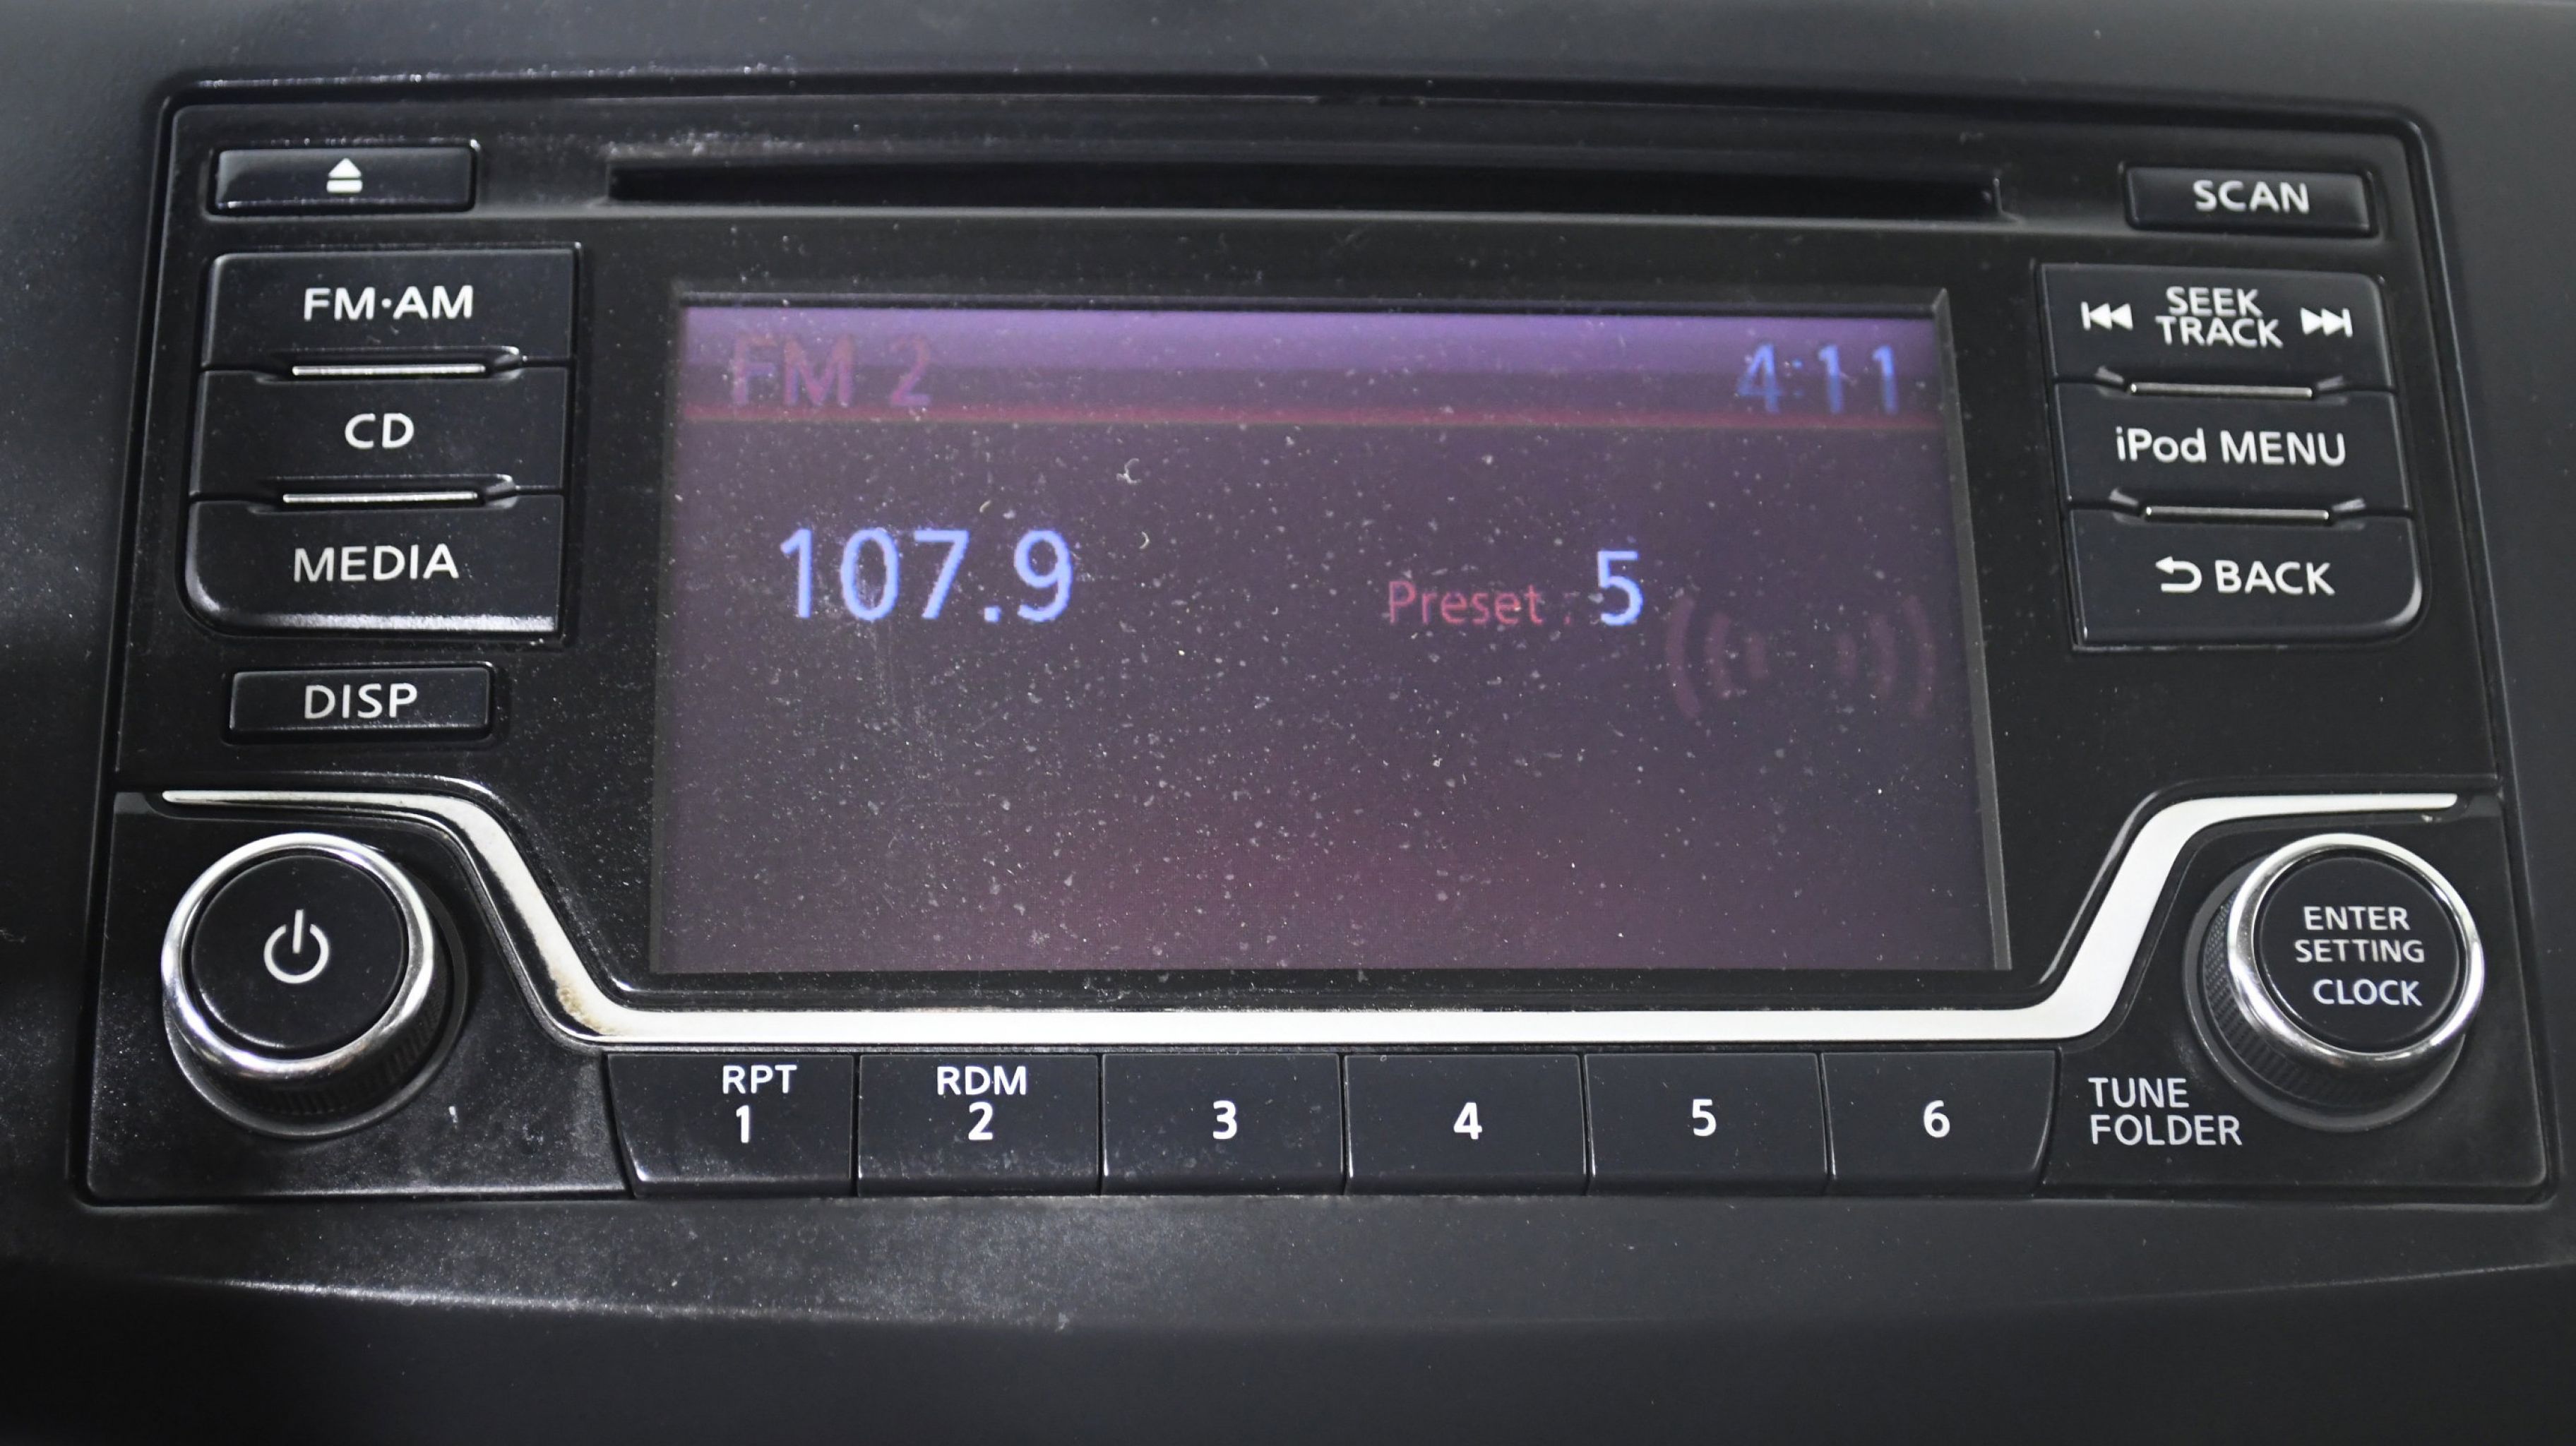 SCAN
FM·AM
CD
MEDIA
DISP
FM 2
4:11
107.9
Preset : 5
SEEK
TRACK
iPod MENU
BACK
ENTER
SETTING
CLOCK
TUNE
FOLDER
RPT
1
RDM
2
3
4
5
6